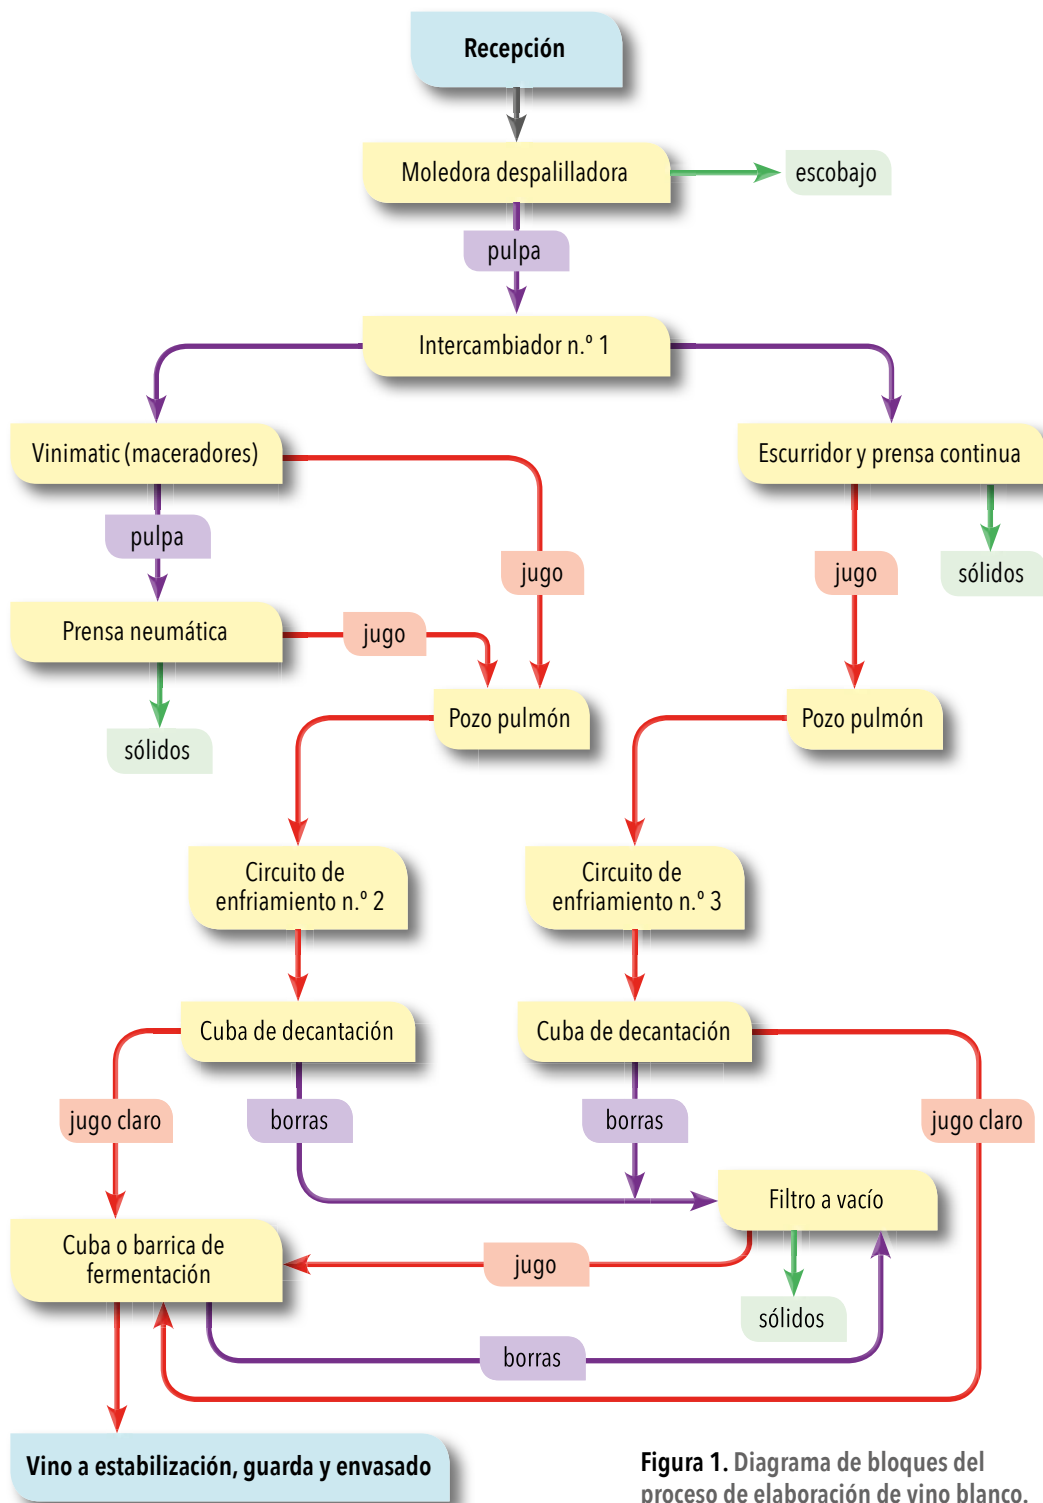 Recepción
Moledora despalilladora
escobajo
pulpa
Intercambiador n.º 1
Vinimatic (maceradores)
Escurridor y prensa continua
pulpa
jugo
jugo
sólidos
Prensa neumática
jugo
Pozo pulmón
Pozo pulmón
sólidos
Circuito de
enfriamiento n.º 2
Circuito de
enfriamiento n.º 3
Cuba de decantación
Cuba de decantación
jugo claro
borras
borras
jugo claro
Filtro a vacío
Cuba o barrica de
fermentación
jugo
sólidos
borras
Vino a estabilización, guarda y envasado
Figura 1. Diagrama de bloques del
proceso de elaboración de vino blanco.